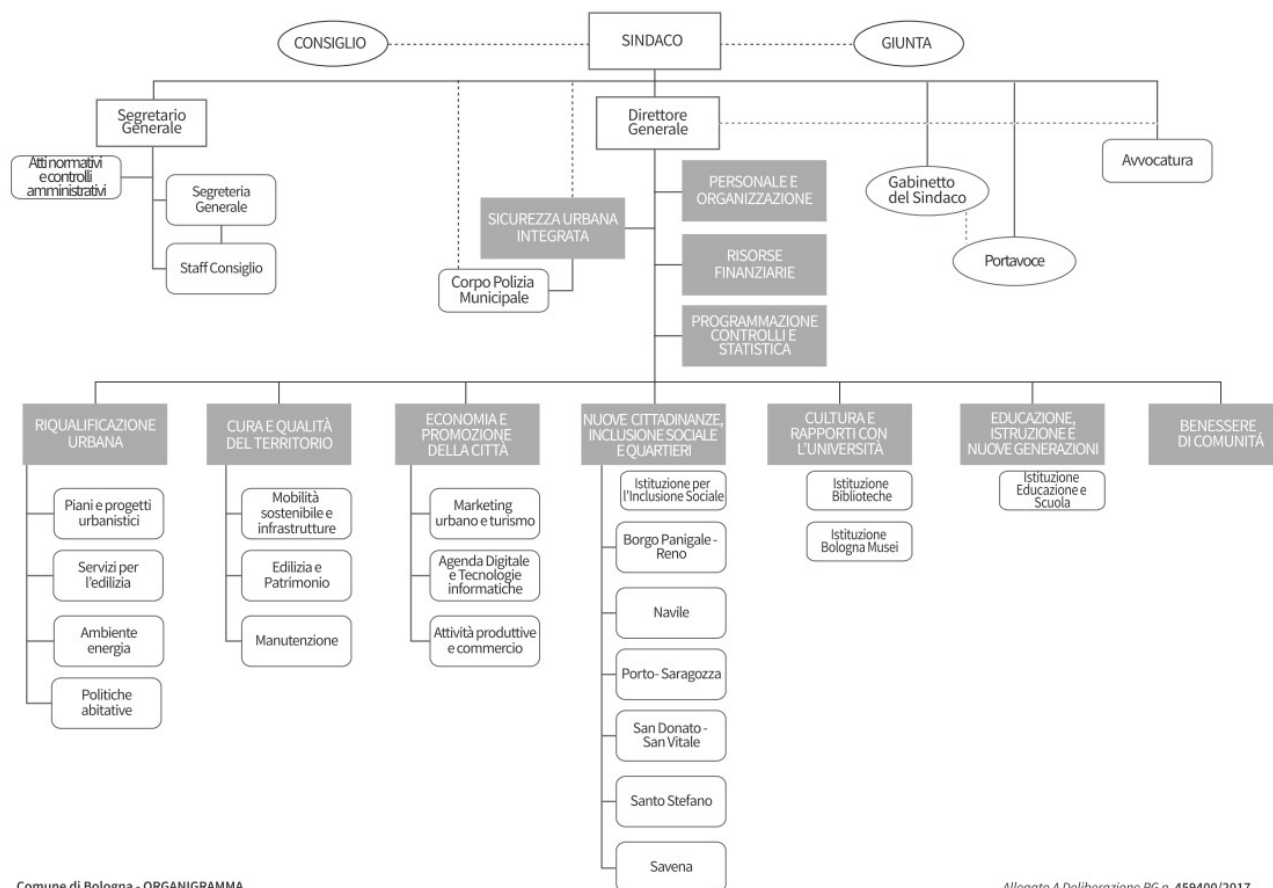 CONSIGLIO
SINDACO
GIUNTA
Segretario
Generale
Direttore
Generale
Atti normativi
e controlli
amministrativi
Segreteria
Generale
Staff Consiglio
SICUREZZA URBANA
INTEGRATA
Corpo Polizia
Municipale
PERSONALE E
ORGANIZZAZIONE
RISORSE
FINANZIARIE
PROGRAMMAZIONE
CONTROLLI E
STATISTICA
Gabinetto
del Sindaco
Portavoce
Avvocatura
RIQUALIFICAZIONE
URBANA
Piani e progetti
urbanistici
Servizi per
l'edilizia
Ambiente
energia
Politiche
abitative
CURA E QUALITÀ
DEL TERRITORIO
Mobilità
sostenibile e
infrastrutture
Edilizia e
Patrimonio
Manutenzione
ECONOMIA E
PROMOZIONE
DELLA CITTÀ
Marketing
urbano e turismo
Agenda Digitale
e Tecnologie
informatiche
Attività produttive
e commercio
NUOVE CITTADINANZE,
INCLUSIONE SOCIALE
E QUARTIERI
Istituzione per
l'Inclusione Sociale
Borgo Panigale -
Reno
Navile
Porto- Saragozza
San Donato -
San Vitale
Santo Stefano
Savena
CULTURA E
RAPPORTI CON
L'UNIVERSITÀ
Istituzione
Biblioteche
Istituzione
Bologna Musei
EDUCAZIONE,
ISTRUZIONE E
NUOVE GENERAZIONI
Istituzione
Educazione e
Scuola
BENESSERE
DI COMUNITÀ
Comune di Bologna - ORGANIGRAMMA
Allegato A Deliberazione PG n. 459400/2017